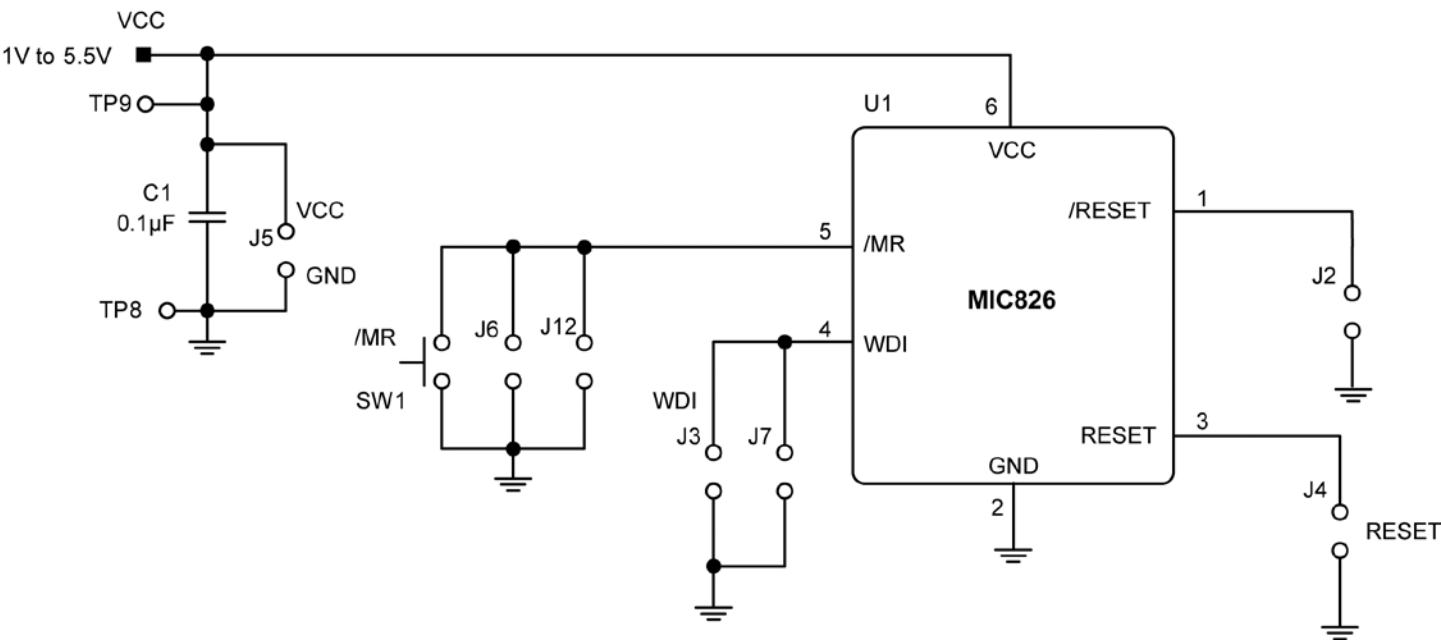 VCC
1V to 5.5V
TP9
C1
0.1µF
VCC
J5
GND
TP8
/MR
SW1
J6
J12
WDI
J3
J7
U1
6
VCC
5
/MR
4
WDI
MIC826
/RESET
1
RESET
3
GND
2
J2
J4
RESET